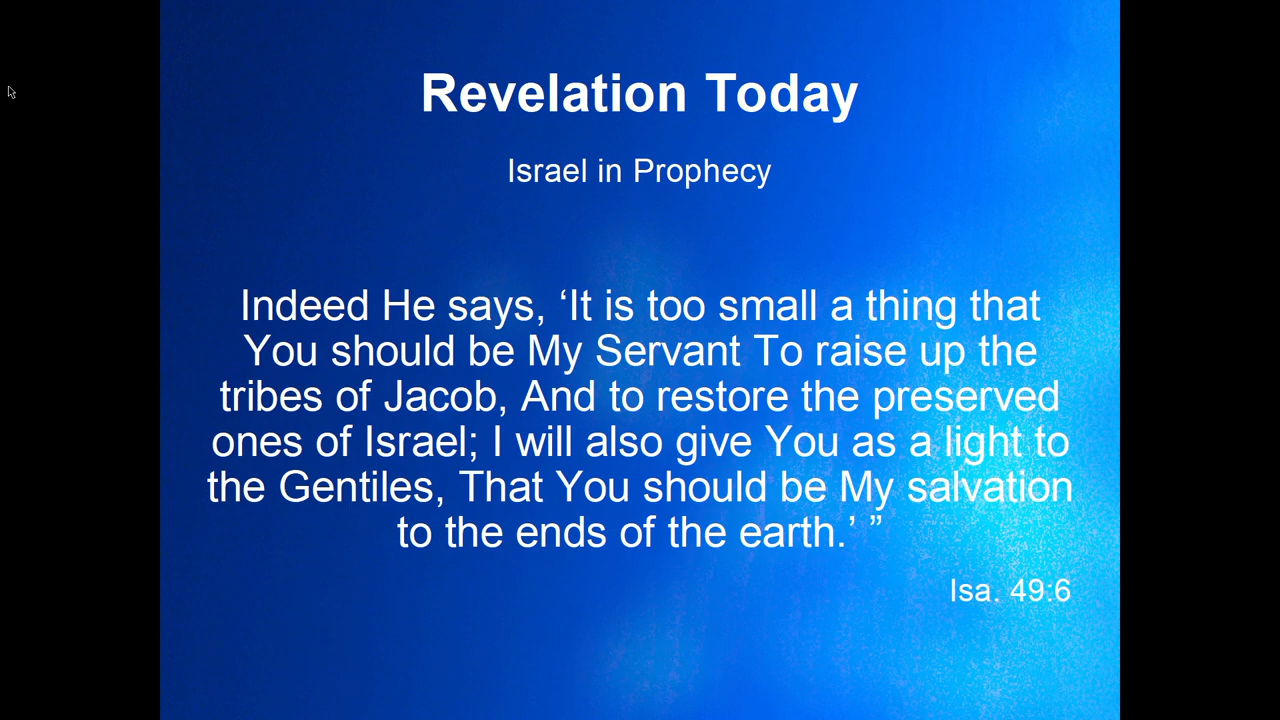 Revelation Today
Israel in Prophecy
Indeed He says, ‘It is too small a thing that
You should be My Servant To raise up the
tribes of Jacob, And to restore the preserved
ones of Israel; I will also give You as a light to
the Gentiles, That You should be My salvation
to the ends of the earth.’ ”
Isa. 49:6